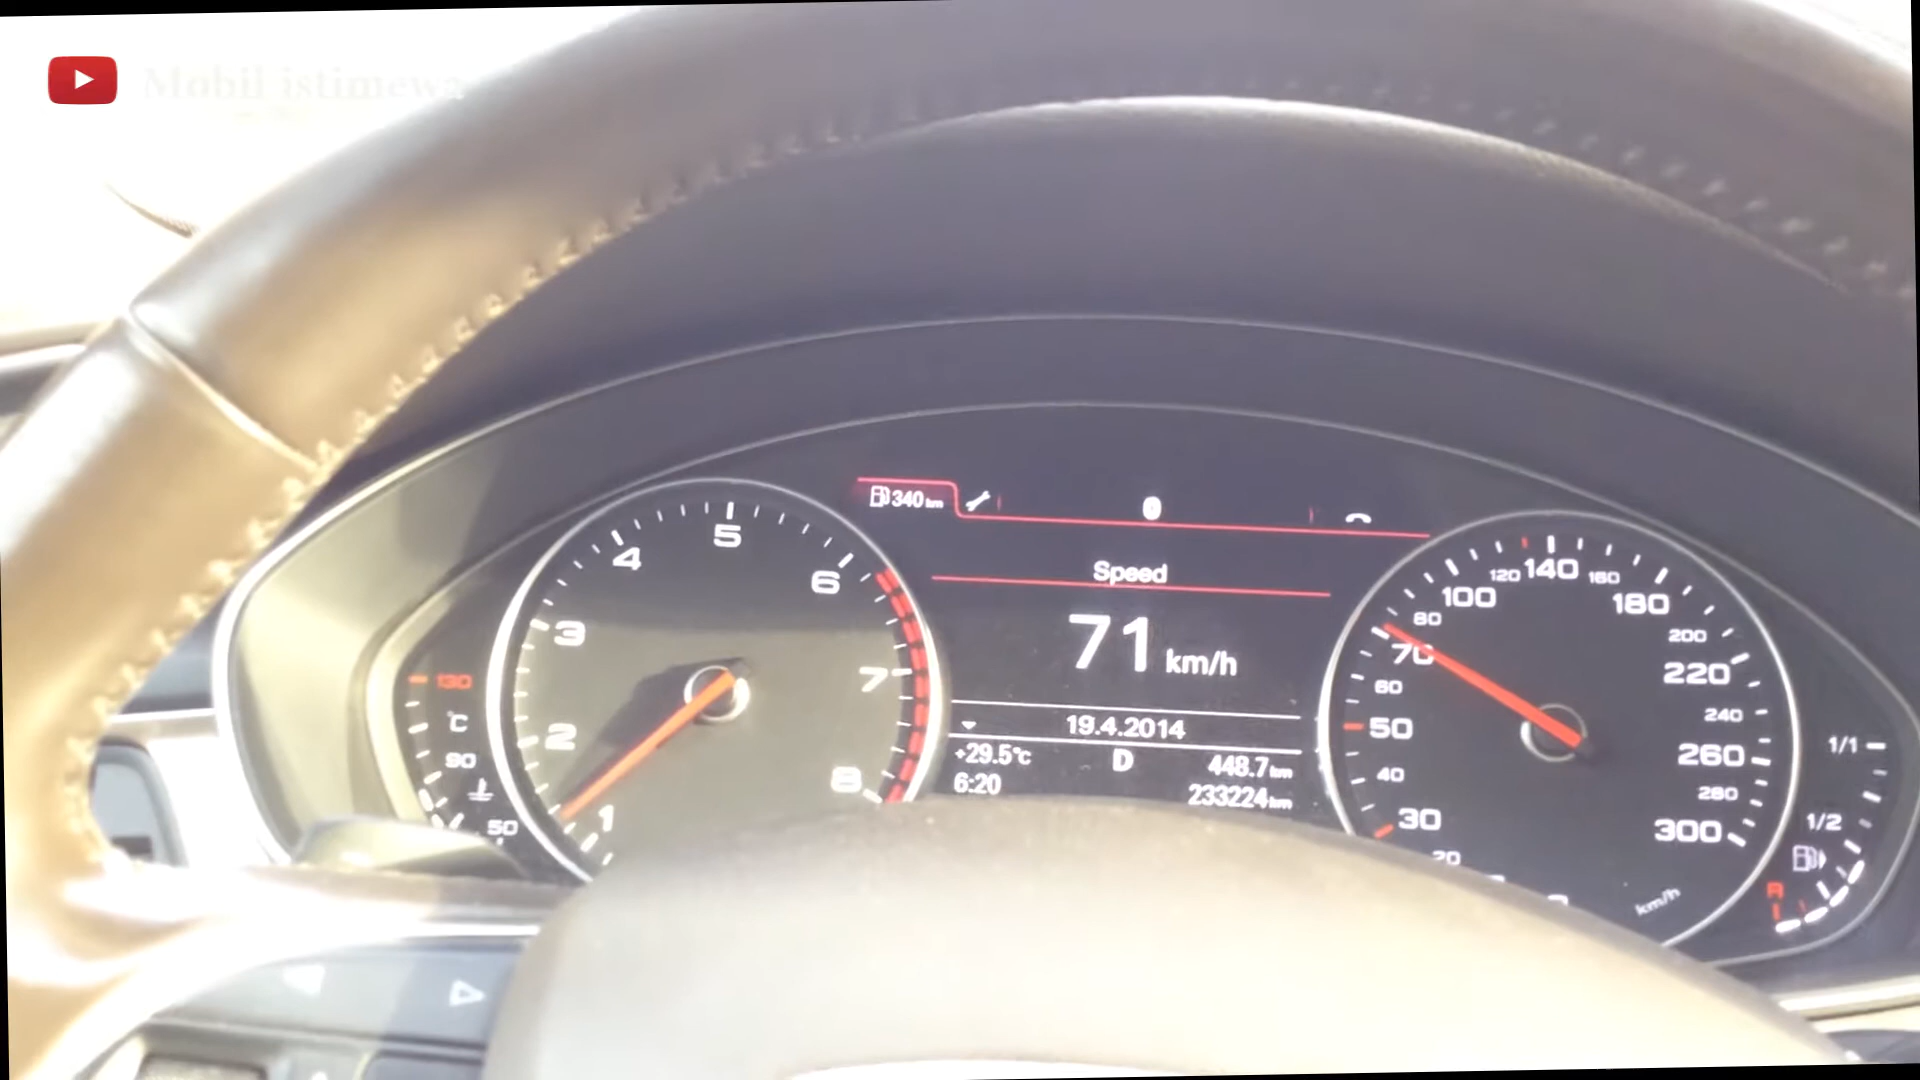 Mobil istimewa
340 km
0
Speed
71 km/h
19.4.2014
+29.5°C D 448.7 km
6:20 233224 km
1 2 3 4 5 6 7 8
130
°C
90
50
20 30 40 50 60 70 80 100 120 140 160 180 200 220 240 260 280 300
km/h
1/1
1/2
R